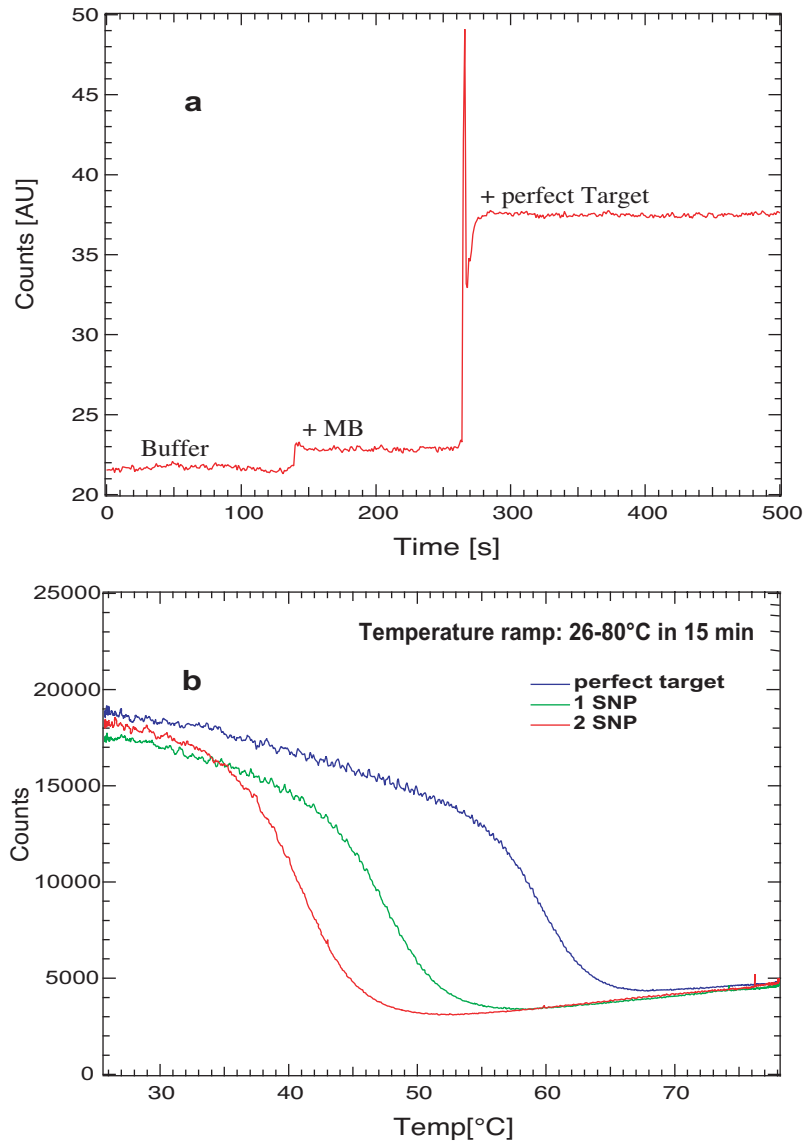 50
45
40
35
30
25
20
a
+ perfect Target
+ MB
Buffer
Counts [AU]
0
100
200
300
400
500
Time [s]
25000
20000
15000
10000
5000
0
b
Temperature ramp: 26-80°C in 15 min
perfect target
1 SNP
2 SNP
Counts
30
40
50
60
70
Temp[°C]